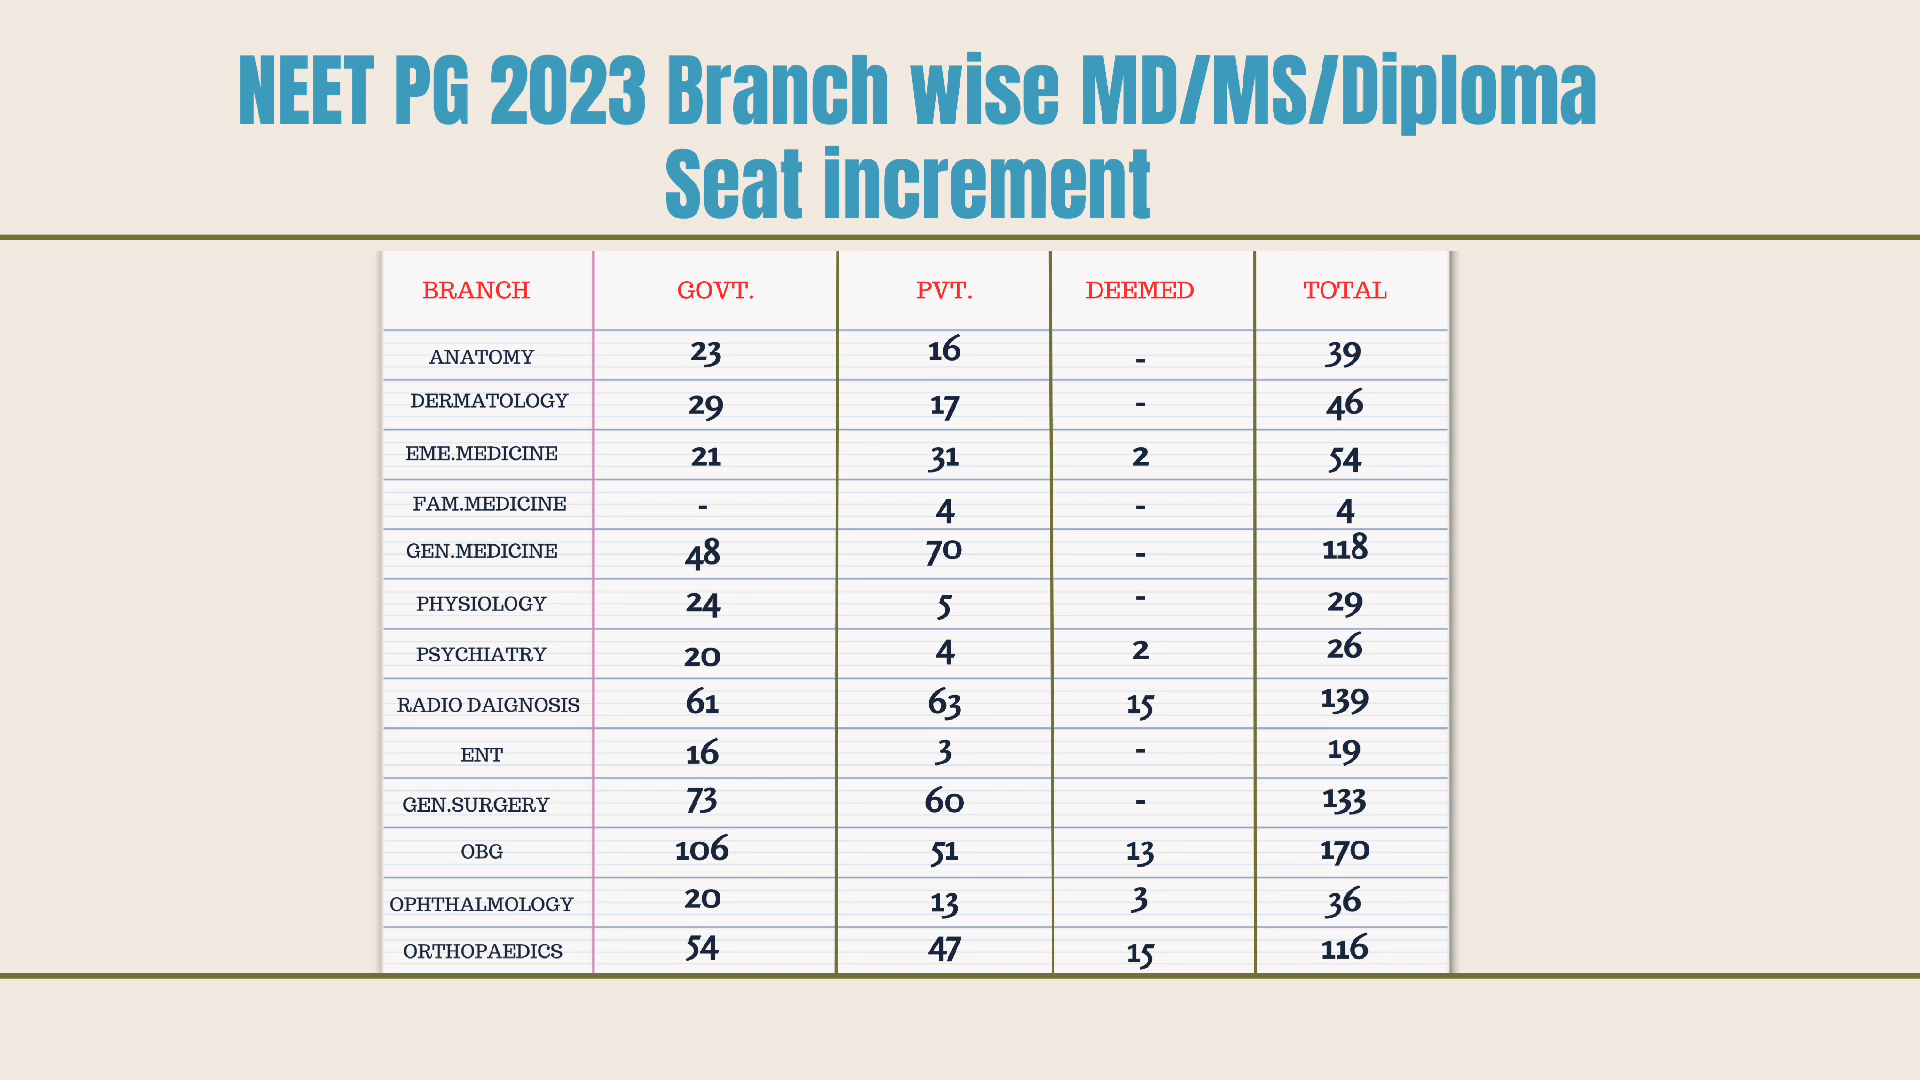 NEET PG 2023 Branch wise MD/MS/Diploma
Seat increment
BRANCH GOVT. PVT. DEEMED TOTAL
ANATOMY 23 16 - 39
DERMATOLOGY 29 17 - 46
EME.MEDICINE 21 31 2 54
FAM.MEDICINE - 4 - 4
GEN.MEDICINE 48 70 - 118
PHYSIOLOGY 24 5 - 29
PSYCHIATRY 20 4 2 26
RADIO DAIGNOSIS 61 63 15 139
ENT 16 3 - 19
GEN.SURGERY 73 60 - 133
OBG 106 51 13 170
OPHTHALMOLOGY 20 13 3 36
ORTHOPAEDICS 54 47 15 116